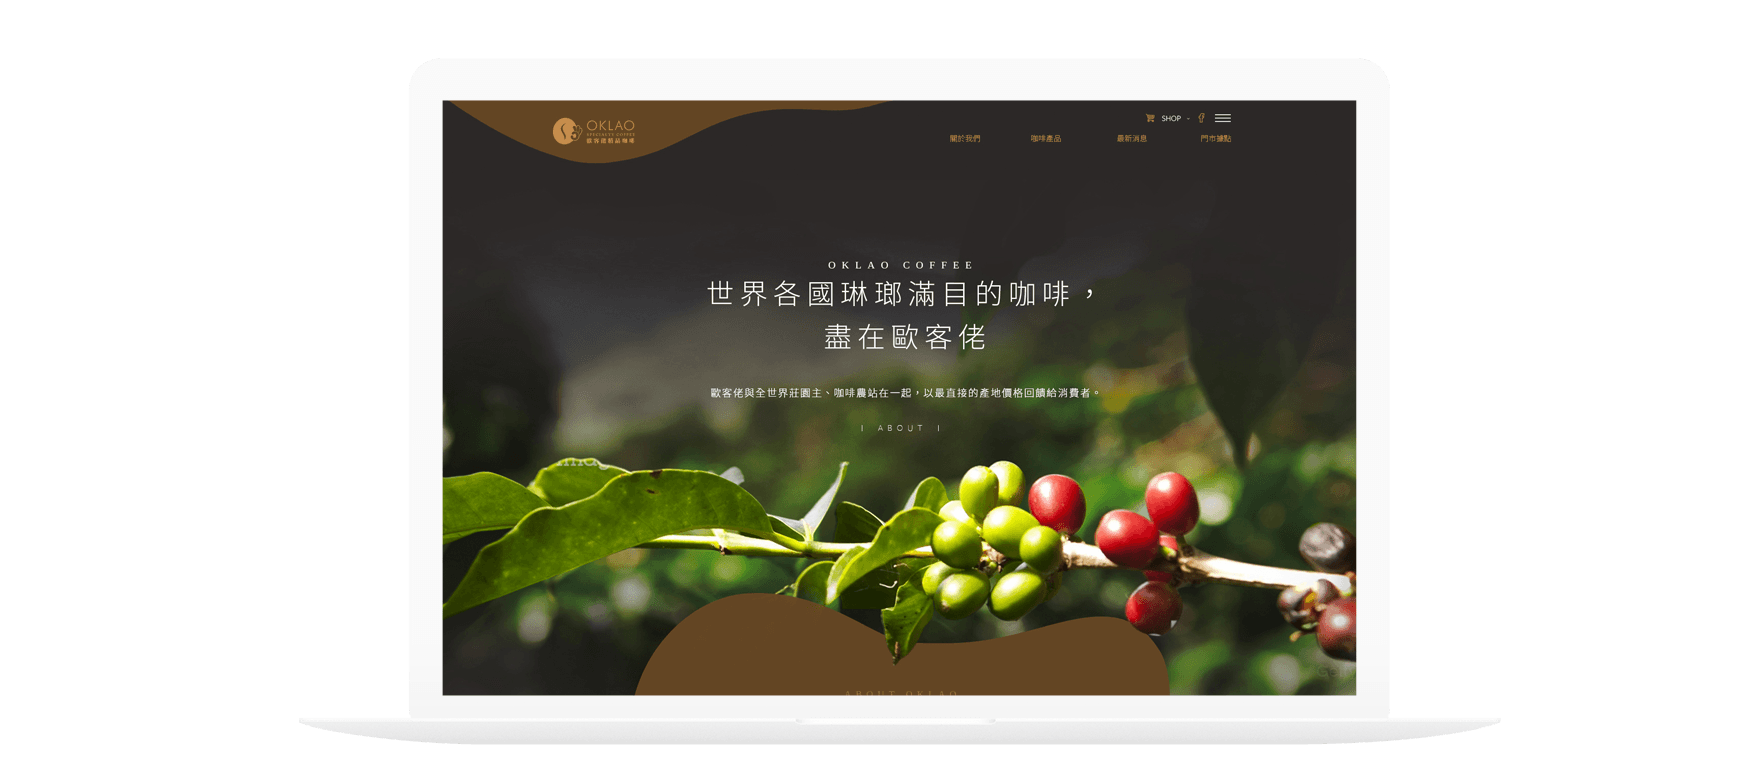 OKLAO
SPECIALTY COFFEE
歐客佬精品咖啡
SHOP
關於我們
咖啡產品
最新消息
門市據點
OKLAO COFFEE
世界各國琳瑯滿目的咖啡，
盡在歐客佬
歐客佬與全世界莊園主、咖啡農站在一起，以最直接的產地價格回饋給消費者。
| ABOUT |
ABOUT OKLAO